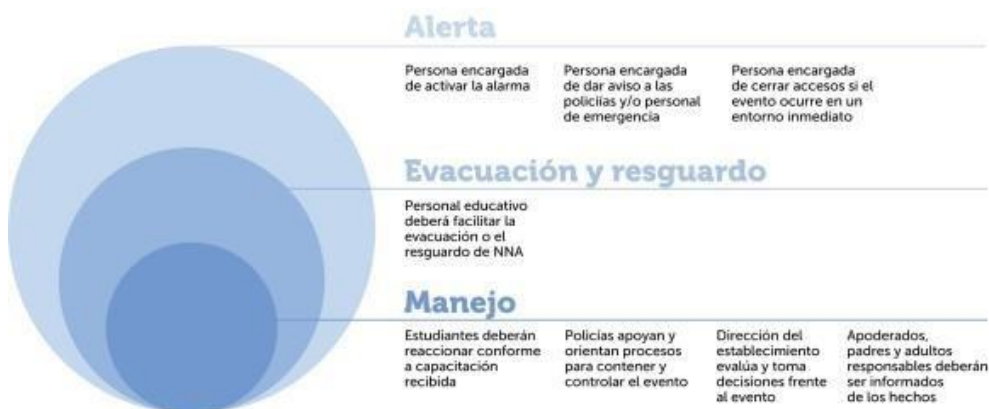 Alerta
Persona encargada
de activar la alarma
Persona encargada
de dar aviso a las
policiías y/o personal
de emergencia
Persona encargada
de cerrar accesos si el
evento ocurre en un
entorno inmediato
Evacuación y resguardo
Personal educativo
deberá facilitar la
evacuación o el
resguardo de NNA
Manejo
Estudiantes deberán
reaccionar conforme
a capacitación
recibida
Policías apoyan y
orientan procesos
para contener y
controlar el evento
Dirección del
establecimiento
evalúa y toma
decisiones frente
al evento
Apoderados,
padres y adultos
responsables deberán
ser informados
de los hechos